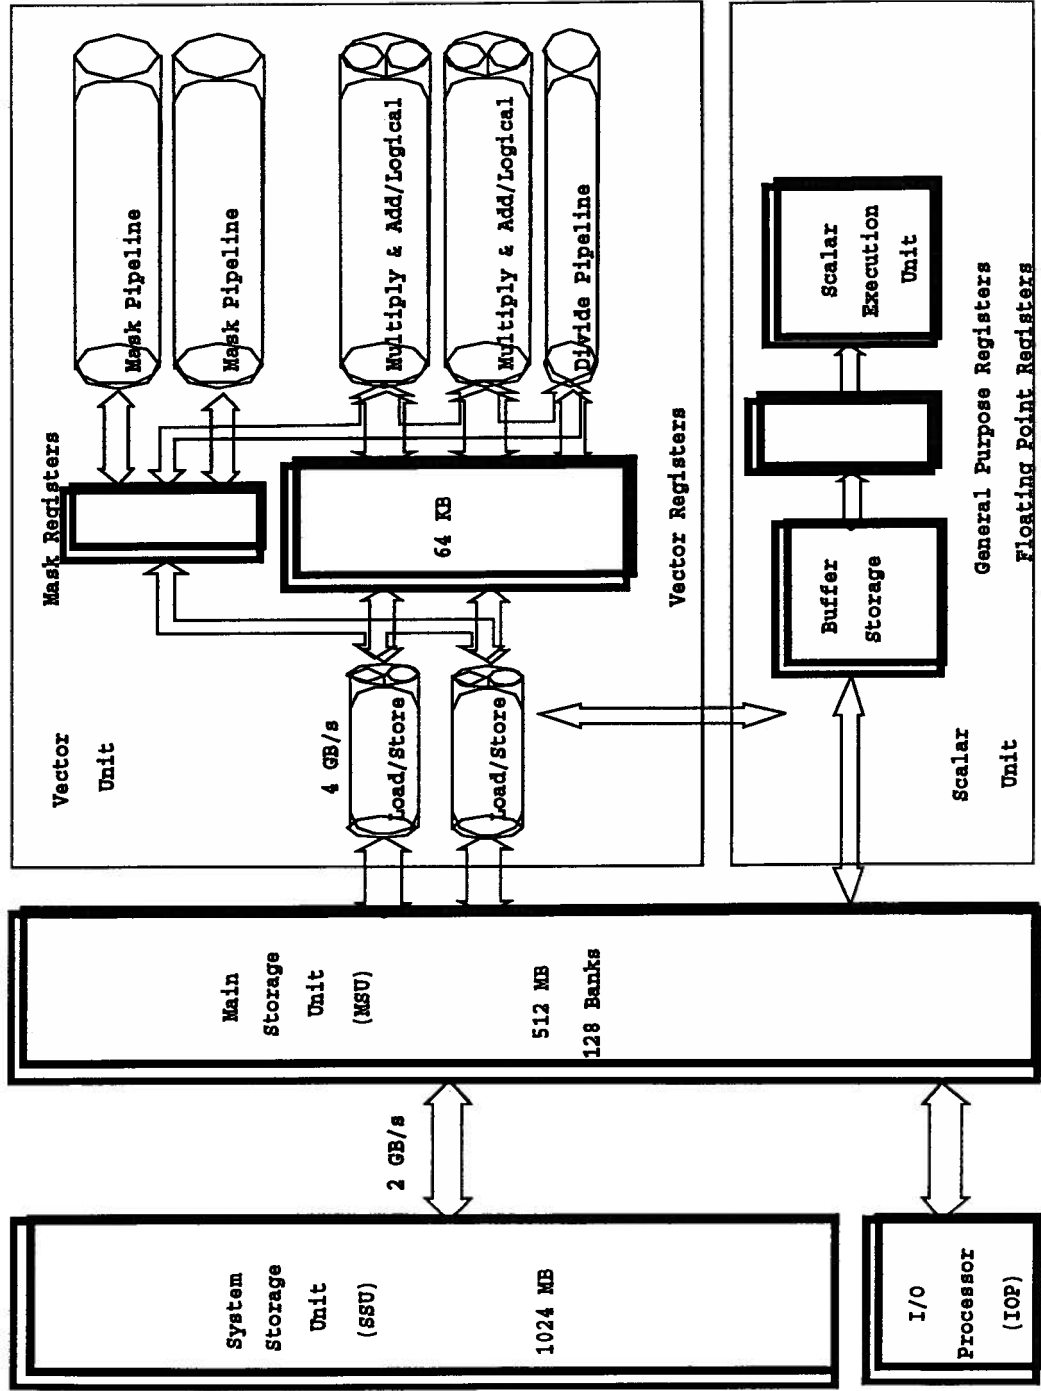 System
Storage
Unit
(SSU)
1024 MB
I/O
Processor
(IOP)
2 GB/s
Main
Storage
Unit
(MSU)
512 MB
128 Banks
Vector
Unit
4 GB/s
Load/Store
Load/Store
Mask Registers
64 KB
Vector Registers
Mask Pipeline
Mask Pipeline
Multiply & Add/Logical
Multiply & Add/Logical
Divide Pipeline
Scalar
Unit
Buffer
Storage
General Purpose Registers
Floating Point Registers
Scalar
Execution
Unit